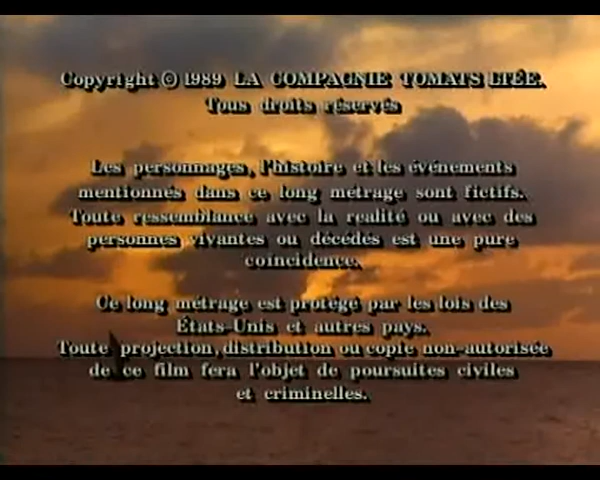 Copyright © 1989 LA COMPAGNIE TOMATS LTÉE.
Tous droits réservés
Les personnages, l'histoire et les événements
mentionnés dans ce long métrage sont fictifs.
Toute ressemblance avec la realité ou avec des
personnes vivantes ou décédés est une pure
coincidence.
Ce long métrage est protégé par les lois des
États-Unis et autres pays.
Toute projection, distribution ou copie non-autorisée
de ce film fera l'objet de poursuites civiles
et criminelles.